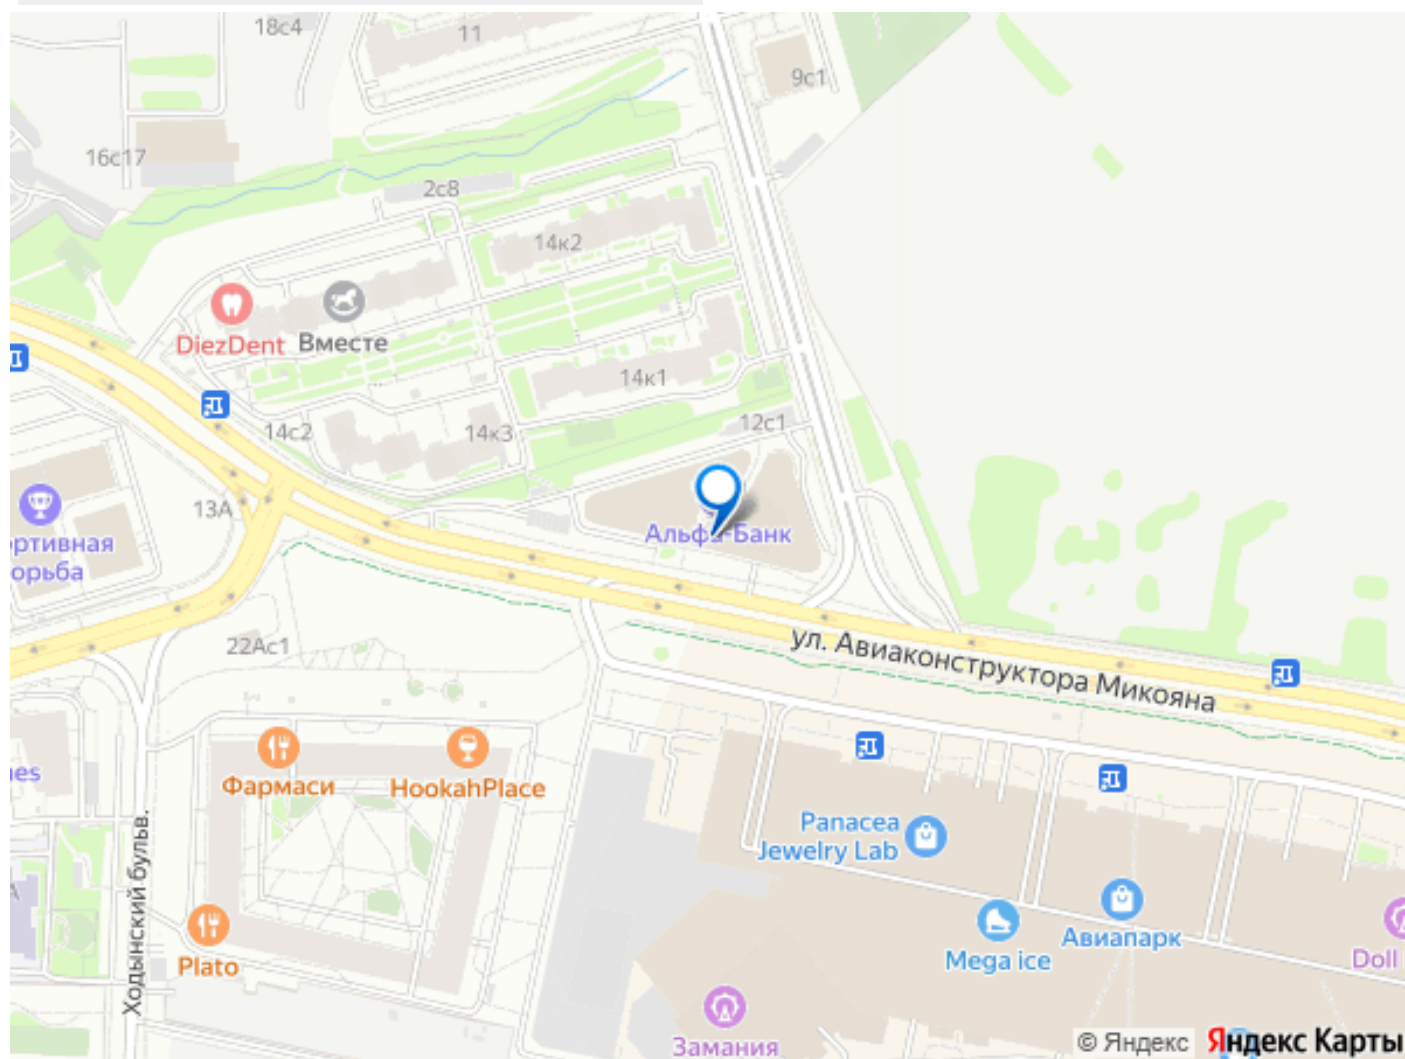 18с4
11
9с1
16с17
2с8
14к2
DiezDent
Вместе
14к1
14с2
14к3
12с1
13А
Альфа-Банк
ортивная
орьба
22Ас1
ул. Авиаконструктора Микояна
Фармаси
HookahPlace
es
Panacea
Jewelry Lab
Ходынский бульв.
Авиапарк
Mega ice
Plato
Doll
Замания
© Яндекс
Яндекс Карты